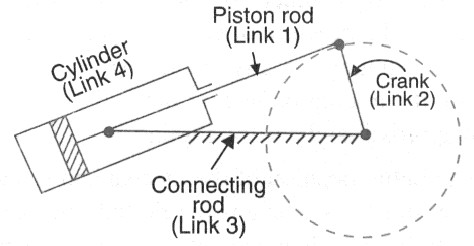 Piston rod
(Link 1)
Cylinder
(Link 4)
Crank
(Link 2)
Connecting
rod
(Link 3)